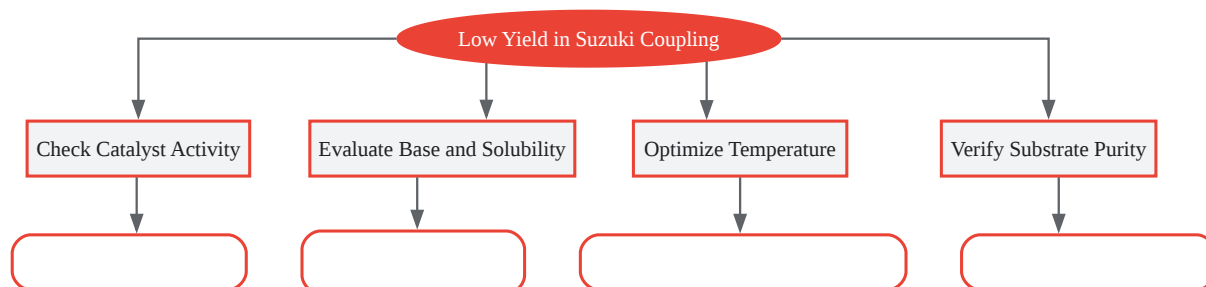 Low Yield in Suzuki Coupling
Check Catalyst Activity
Evaluate Base and Solubility
Optimize Temperature
Verify Substrate Purity